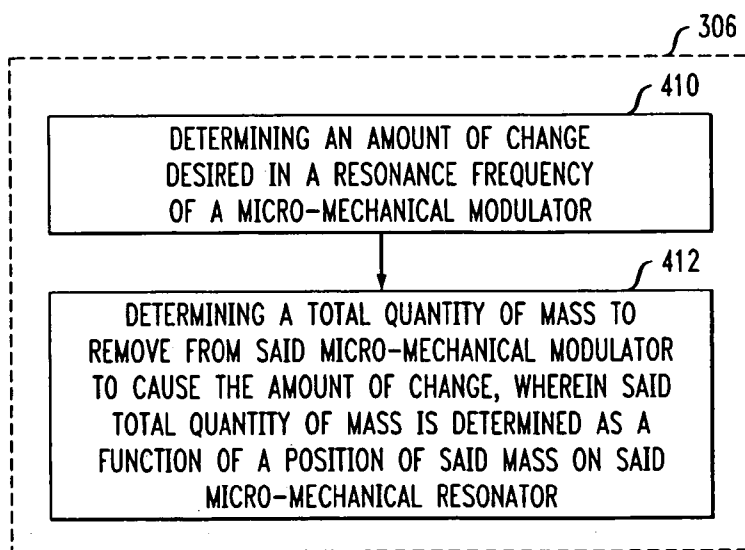 306
410
DETERMINING AN AMOUNT OF CHANGE
DESIRED IN A RESONANCE FREQUENCY
OF A MICRO-MECHANICAL MODULATOR
412
DETERMINING A TOTAL QUANTITY OF MASS TO
REMOVE FROM SAID MICRO-MECHANICAL MODULATOR
TO CAUSE THE AMOUNT OF CHANGE, WHEREIN SAID
TOTAL QUANTITY OF MASS IS DETERMINED AS A
FUNCTION OF A POSITION OF SAID MASS ON SAID
MICRO-MECHANICAL RESONATOR